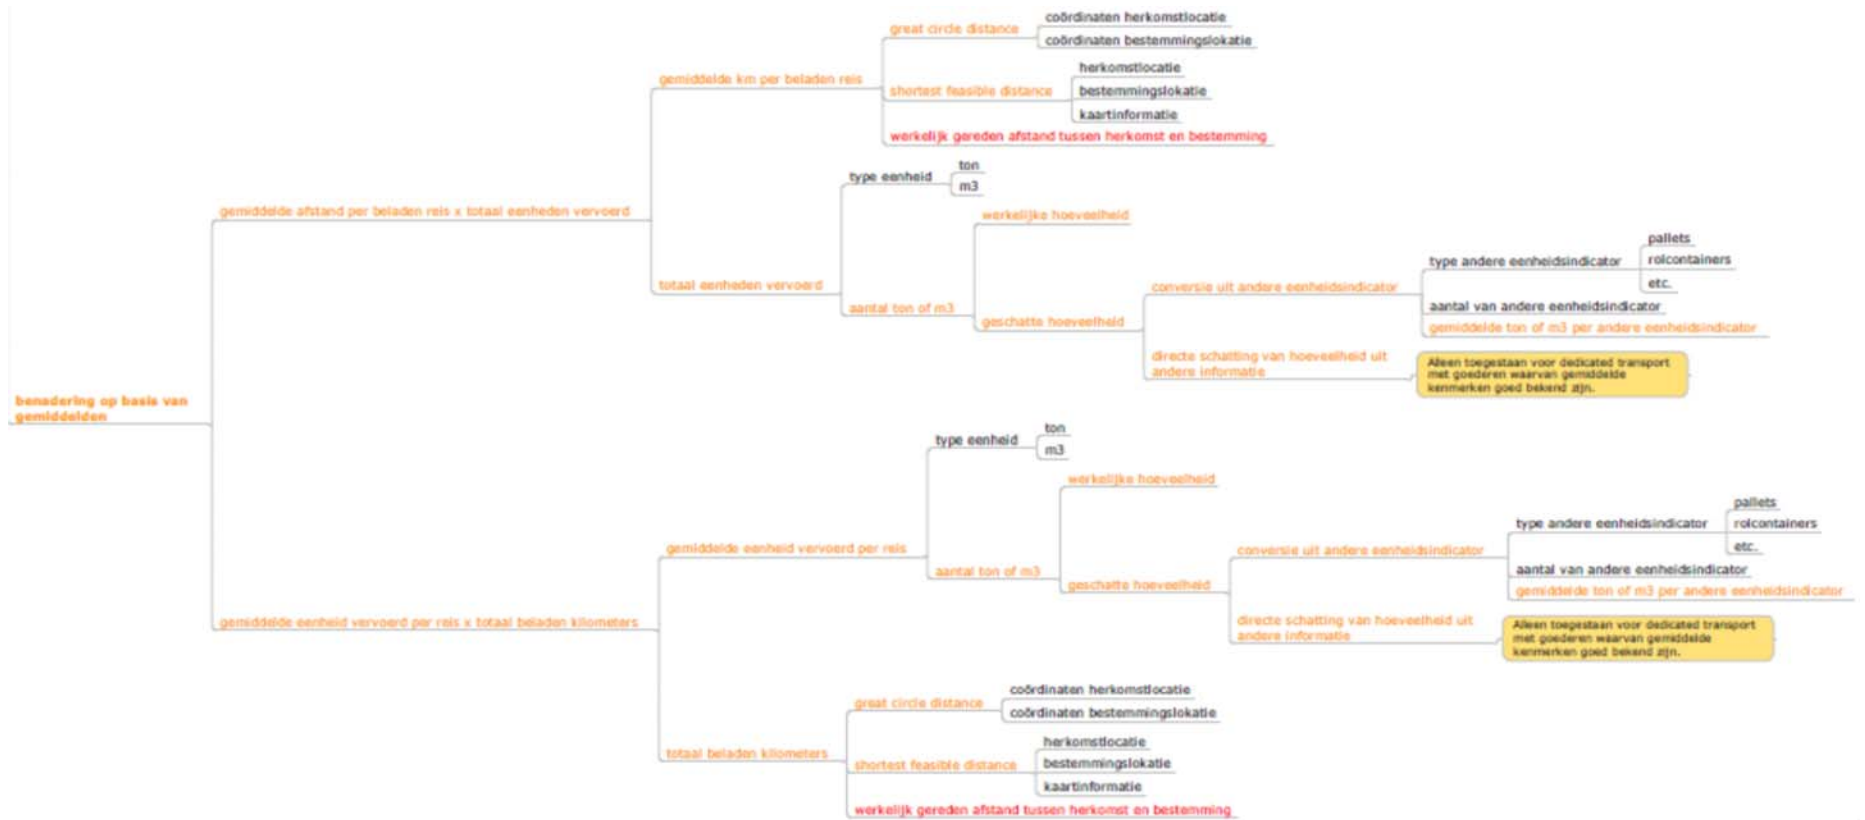 great circle distance
coördinaten herkomstlocatie
coördinaten bestemmingslokatie
gemiddelde km per beladen reis
shortest feasible distance
herkomstlocatie
bestemmingslokatie
kaartinformatie
werkelijk gereden afstand tussen herkomst en bestemming
gemiddelde afstand per beladen reis x totaal eenheden vervoerd
type eenheid
ton
m3
totaal eenheden vervoerd
werkelijke hoeveelheid
aantal ton of m3
geschatte hoeveelheid
conversie uit andere eenheidsindicator
type andere eenheidsindicator
pallets
rolcontainers
etc.
aantal van andere eenheidsindicator
gemiddelde ton of m3 per andere eenheidsindicator
directe schatting van hoeveelheid uit
andere informatie
Alleen toegestaan voor dedicated transport
met goederen waarvan gemiddelde
kenmerken goed bekend zijn.
benadering op basis van
gemiddelden
type eenheid
ton
m3
gemiddelde eenheid vervoerd per reis
werkelijke hoeveelheid
aantal ton of m3
geschatte hoeveelheid
conversie uit andere eenheidsindicator
type andere eenheidsindicator
pallets
rolcontainers
etc.
aantal van andere eenheidsindicator
gemiddelde ton of m3 per andere eenheidsindicator
directe schatting van hoeveelheid uit
andere informatie
Alleen toegestaan voor dedicated transport
met goederen waarvan gemiddelde
kenmerken goed bekend zijn.
gemiddelde eenheid vervoerd per reis x totaal beladen kilometers
great circle distance
coördinaten herkomstlocatie
coördinaten bestemmingslokatie
totaal beladen kilometers
shortest feasible distance
herkomstlocatie
bestemmingslokatie
kaartinformatie
werkelijk gereden afstand tussen herkomst en bestemming